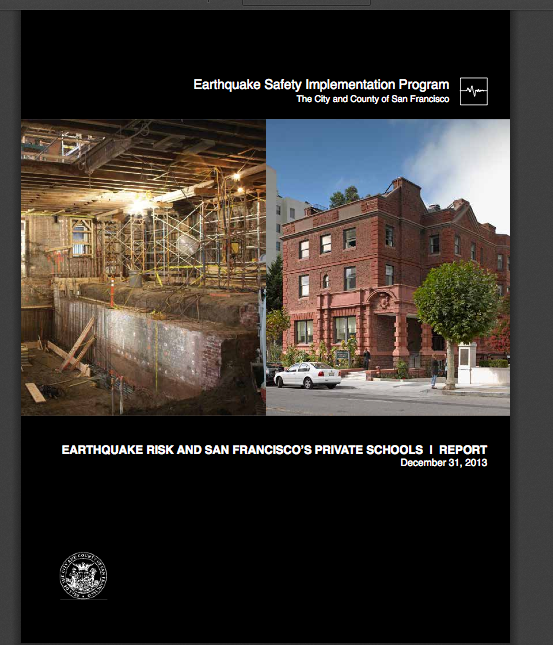 Earthquake Safety Implementation Program
The City and County of San Francisco
EARTHQUAKE RISK AND SAN FRANCISCO'S PRIVATE SCHOOLS | REPORT
December 31, 2013